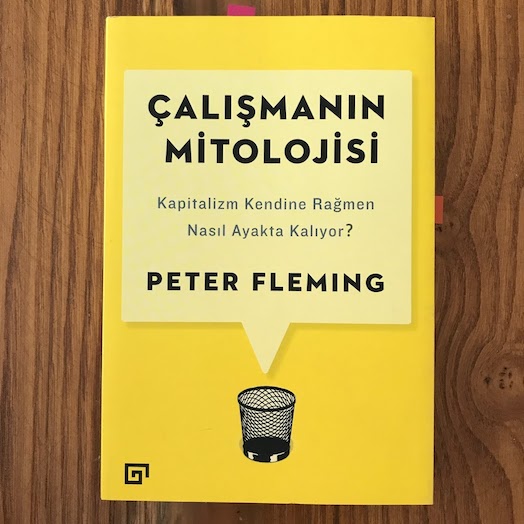 ÇALIŞMANIN
MİTOLOJİSİ
Kapitalizm Kendine Rağmen
Nasıl Ayakta Kalıyor?
PETER FLEMING